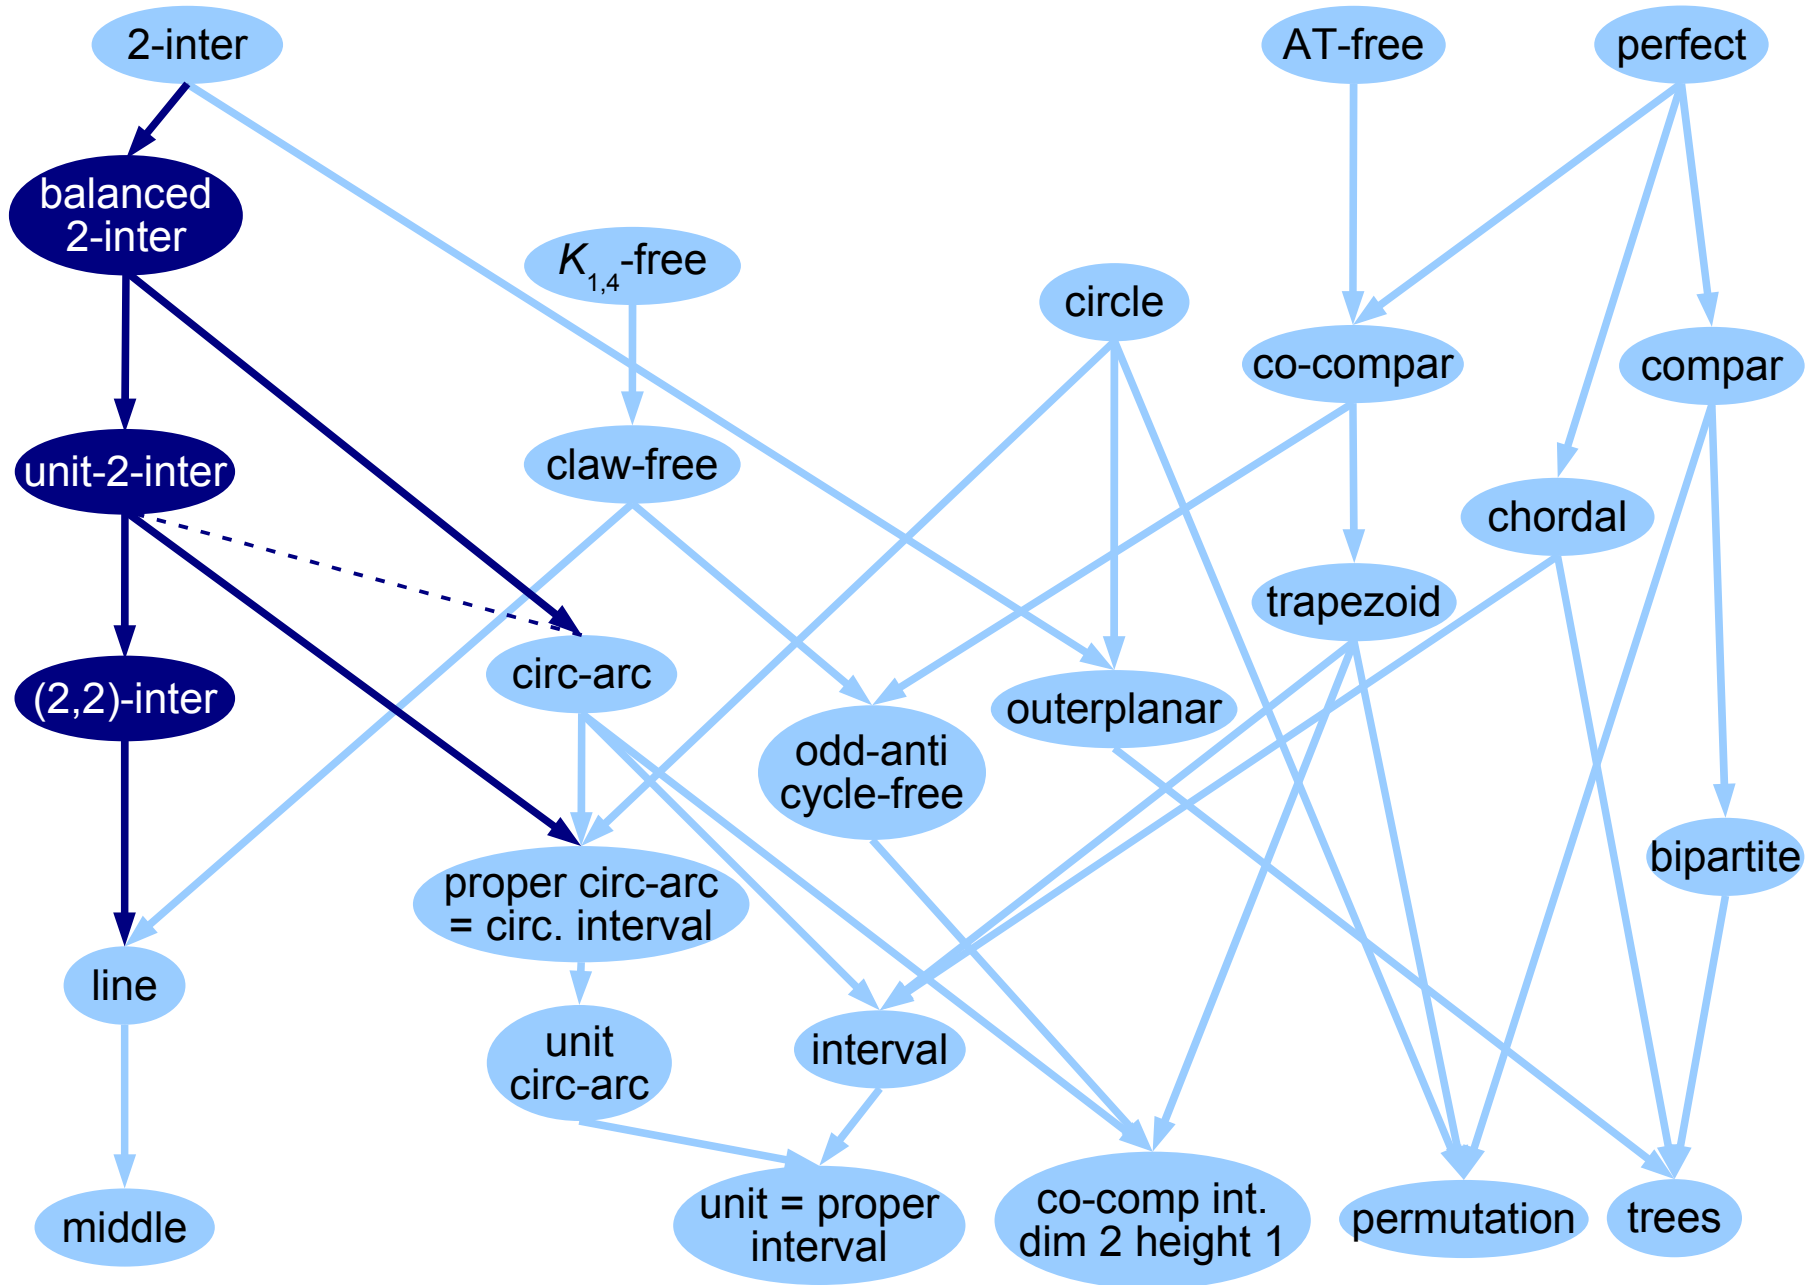 2-inter
AT-free
perfect
balanced
2-inter
K1,4-free
circle
co-compar
compar
unit-2-inter
claw-free
chordal
trapezoid
(2,2)-inter
circ-arc
outerplanar
odd-anti
cycle-free
bipartite
proper circ-arc
= circ. interval
line
unit
circ-arc
interval
middle
unit = proper
interval
co-comp int.
dim 2 height 1
permutation
trees